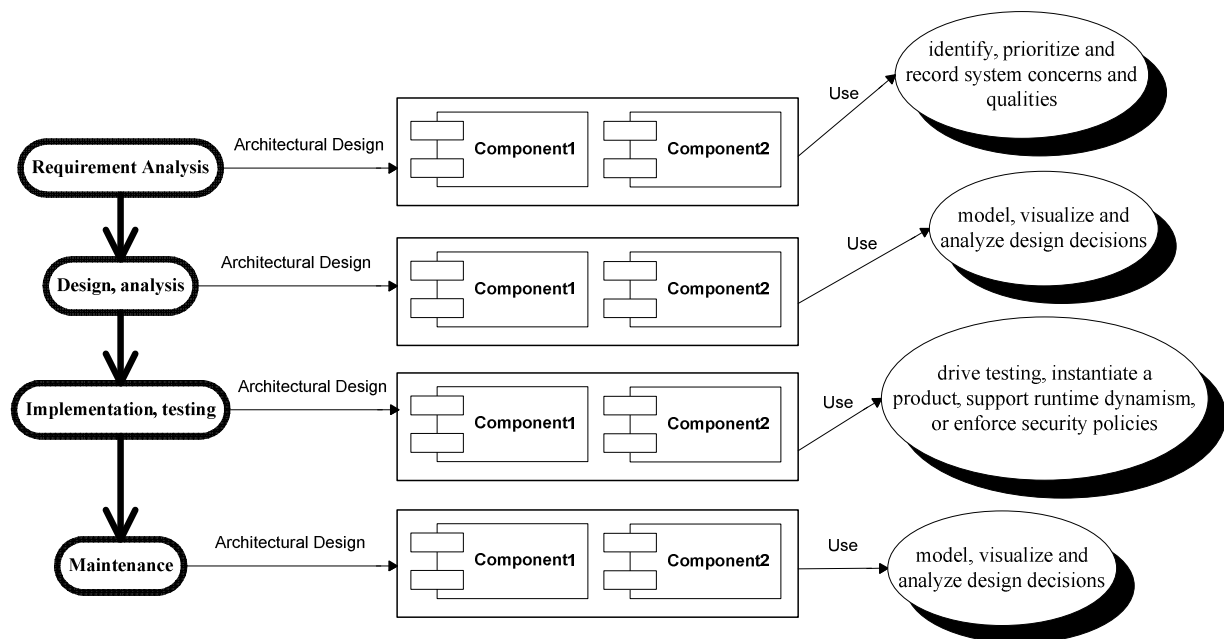 identify, prioritize and
record system concerns and
qualities
Use
Architectural Design
Requirement Analysis
Component1
Component2
model, visualize and
analyze design decisions
Use
Architectural Design
Design, analysis
Component1
Component2
drive testing, instantiate a
product, support runtime dynamism,
or enforce security policies
Use
Architectural Design
Implementation, testing
Component1
Component2
Use
Architectural Design
Maintenance
Component1
Component2
model, visualize and
analyze design decisions